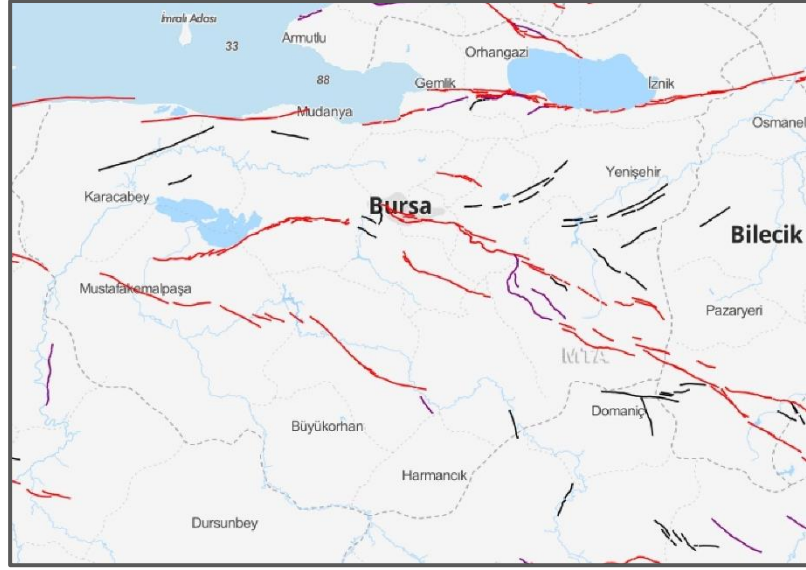 İmralı Adası
33
Armutlu
Orhangazi
88
Gemlik
İznik
Mudanya
Osmanel
Yenişehir
Karacabey
Bursa
Bilecik
Mustafakemalpaşa
Pazaryeri
MTA
Domaniç
Büyükorhan
Harmancık
Dursunbey